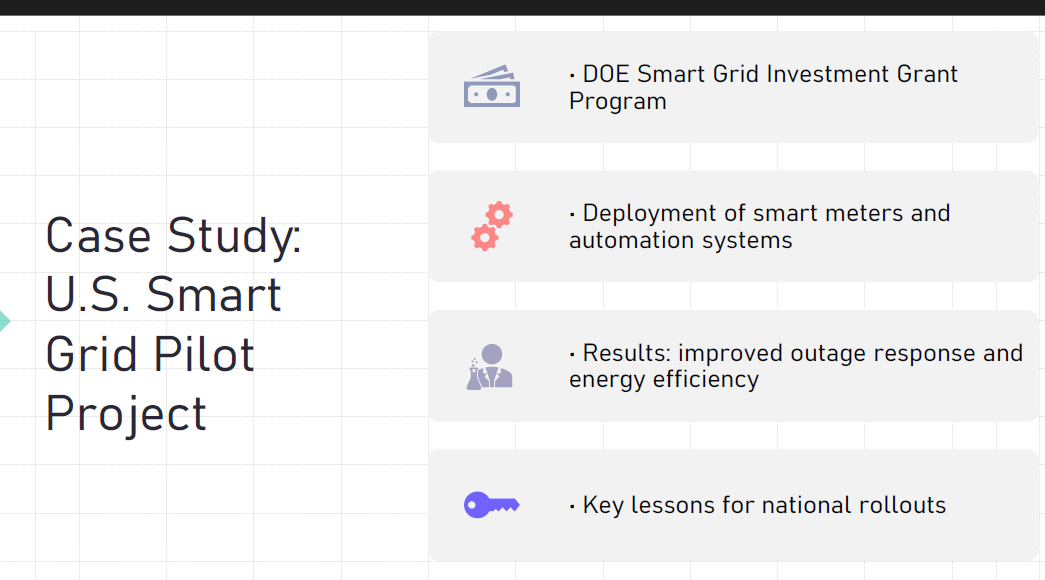 Case Study:
U.S. Smart
Grid Pilot
Project
· DOE Smart Grid Investment Grant
Program
· Deployment of smart meters and
automation systems
· Results: improved outage response and
energy efficiency
· Key lessons for national rollouts